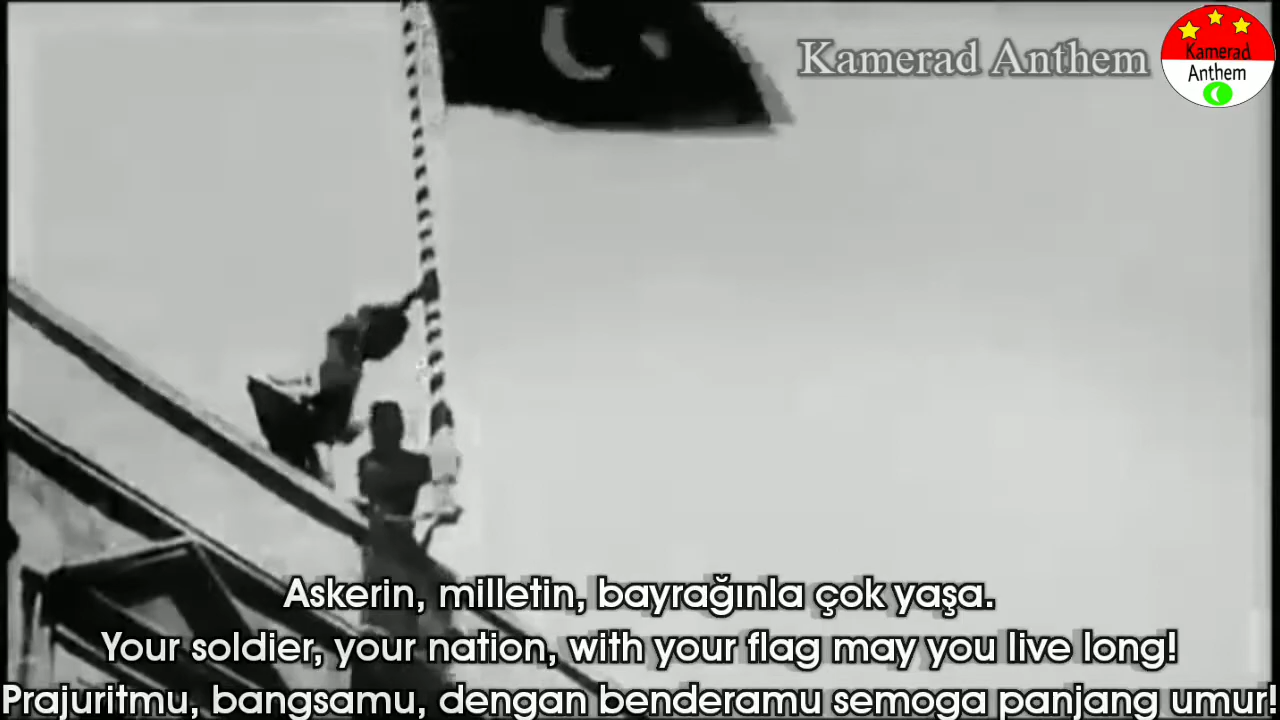 Kamerad Anthem
Kamerad
Anthem
Askerin, milletin, bayrağınla çok yaşa.
Your soldier, your nation, with your flag may you live long!
Prajuritmu, bangsamu, dengan benderamu semoga panjang umur!